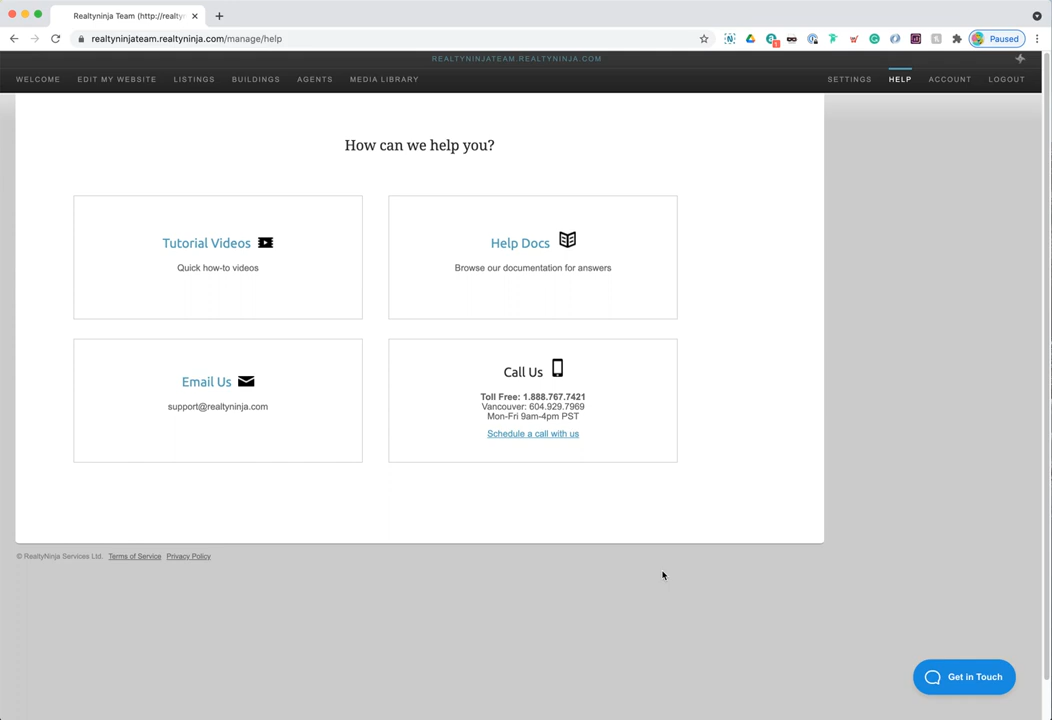 Realtyninja Team (http://realty
realtyninjateam.realtyninja.com/manage/help
Paused
REALTYNINJATEAM.REALTYNINJA.COM
WELCOME EDIT MY WEBSITE LISTINGS BUILDINGS AGENTS MEDIA LIBRARY SETTINGS HELP ACCOUNT LOGOUT
How can we help you?
Tutorial Videos
Quick how-to videos
Help Docs
Browse our documentation for answers
Email Us
support@realtyninja.com
Call Us
Toll Free: 1.888.767.7421
Vancouver: 604.929.7969
Mon-Fri 9am-4pm PST
Schedule a call with us
© RealtyNinja Services Ltd. Terms of Service Privacy Policy
Get in Touch